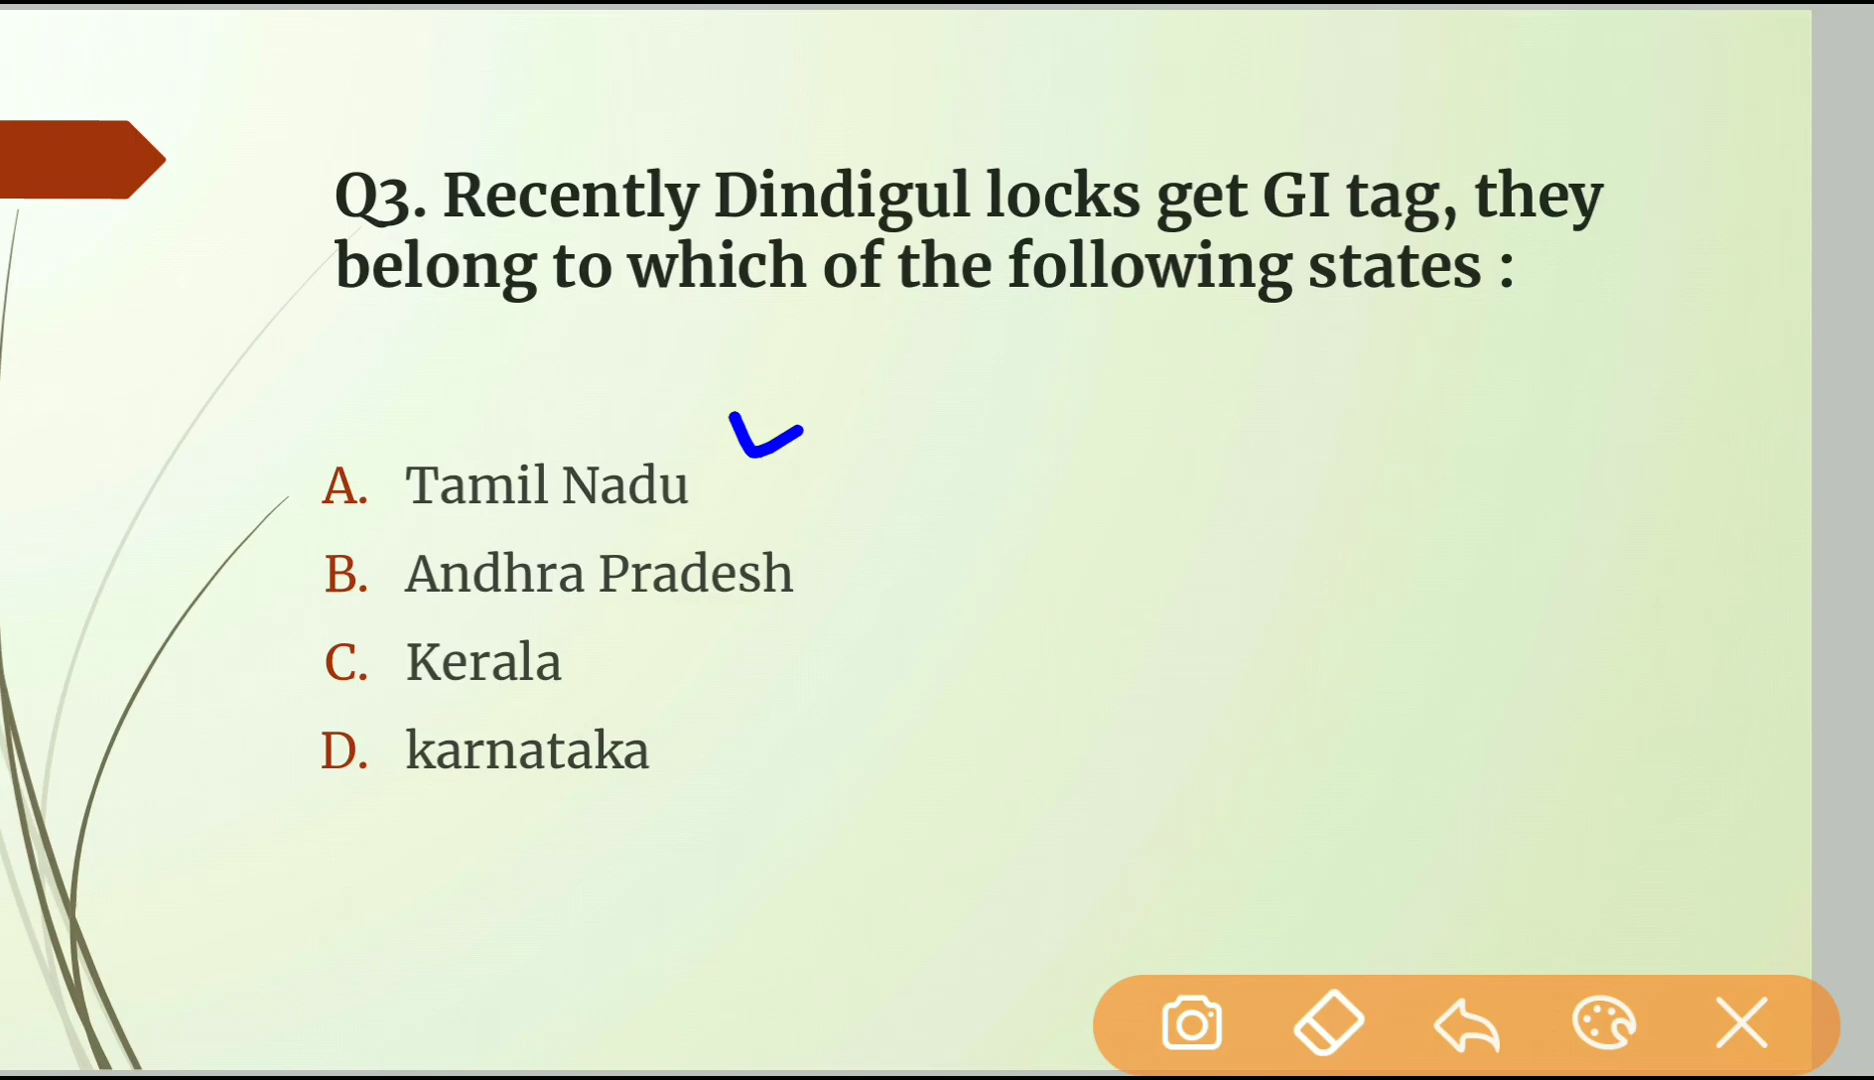 Q3. Recently Dindigul locks get GI tag, they
belong to which of the following states :
A. Tamil Nadu
B. Andhra Pradesh
C. Kerala
D. karnataka